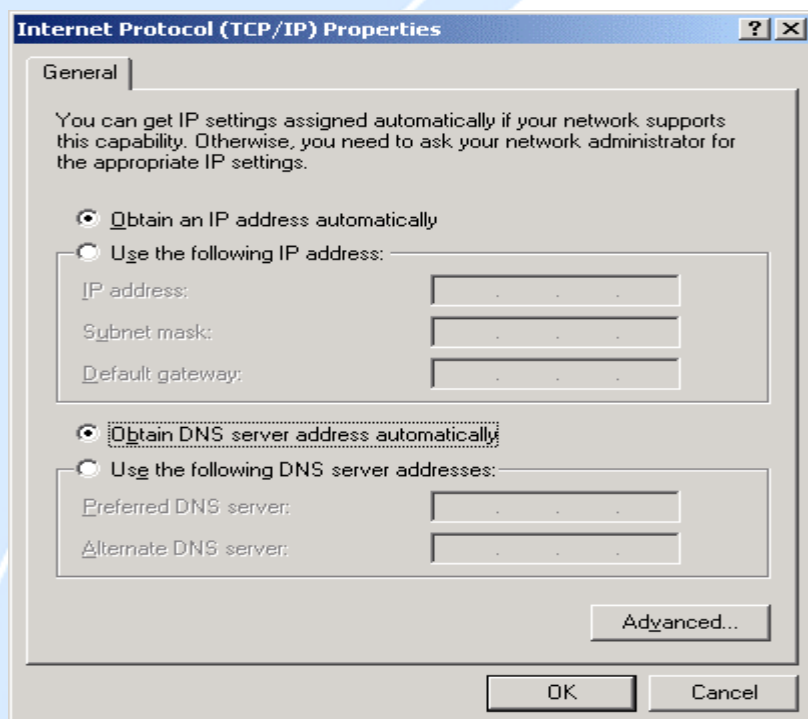 Internet Protocol (TCP/IP) Properties
General
You can get IP settings assigned automatically if your network supports
this capability. Otherwise, you need to ask your network administrator for
the appropriate IP settings.
Obtain an IP address automatically
Use the following IP address:
IP address:
Subnet mask:
Default gateway:
Obtain DNS server address automatically
Use the following DNS server addresses:
Preferred DNS server:
Alternate DNS server:
Advanced...
OK Cancel